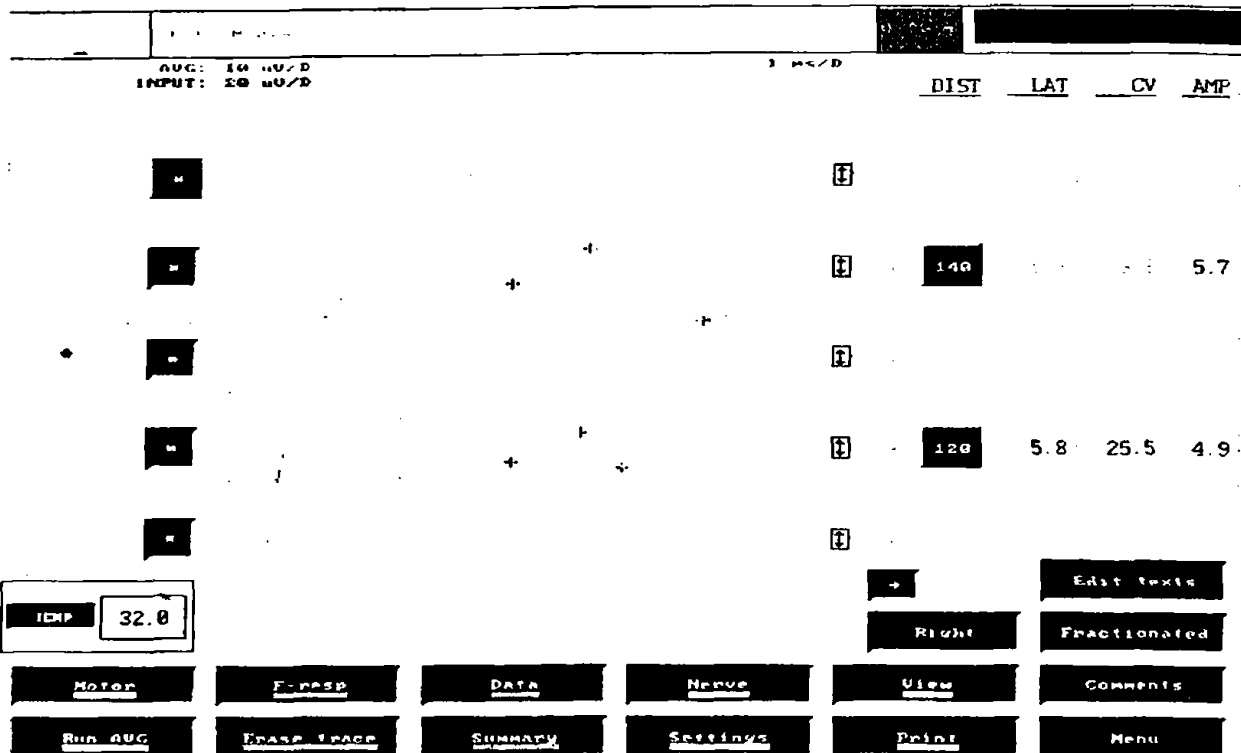 AVG: 10 uV/D
1 ms/D
INPUT: 20 uV/D
DIST LAT CV AMP
140 5.7
120 5.8 25.5 4.9
Edit texts
TEMP 32.0
Right Fractionated
Motor F-resp Data Nerve View Comments
Run AVG Erase trace Summary Settings Print Menu